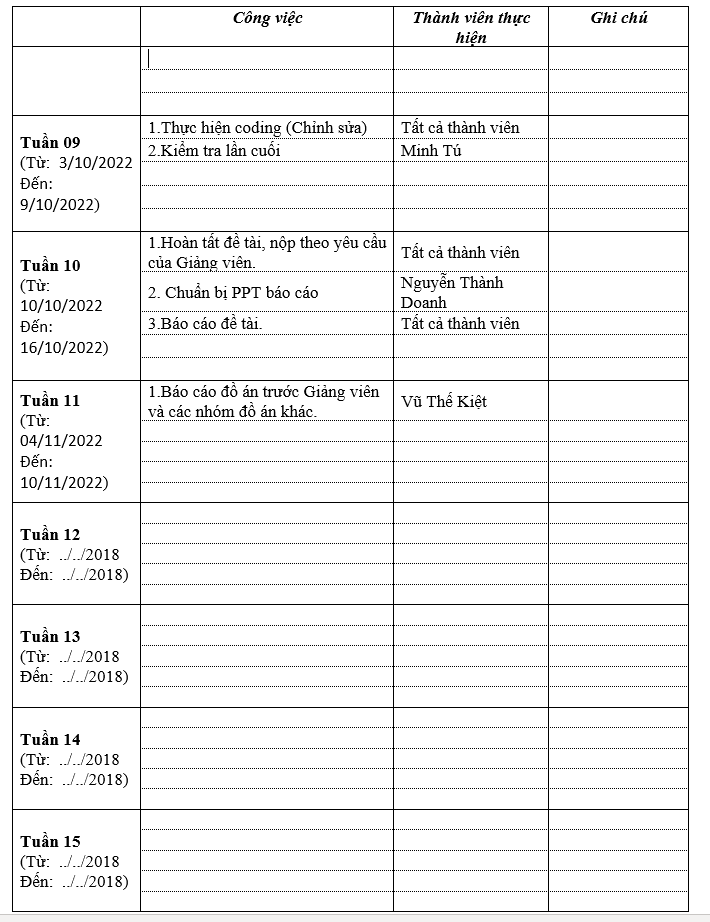 Công việc
Thành viên thực
hiện
Ghi chú
Tuần 09
(Từ: 3/10/2022
Đến:
9/10/2022)
1.Thực hiện coding (Chỉnh sửa)
Tất cả thành viên
2.Kiểm tra lần cuối
Minh Tú
Tuần 10
(Từ:
10/10/2022
Đến:
16/10/2022)
1.Hoàn tất đề tài, nộp theo yêu cầu
của Giảng viên.
Tất cả thành viên
2. Chuẩn bị PPT báo cáo
Nguyễn Thành
Doanh
3.Báo cáo đề tài.
Tất cả thành viên
Tuần 11
(Từ:
04/11/2022
Đến:
10/11/2022)
1.Báo cáo đồ án trước Giảng viên
và các nhóm đồ án khác.
Vũ Thế Kiệt
Tuần 12
(Từ: ../../2018
Đến: ../../2018)
Tuần 13
(Từ: ../../2018
Đến: ../../2018)
Tuần 14
(Từ: ../../2018
Đến: ../../2018)
Tuần 15
(Từ: ../../2018
Đến: ../../2018)